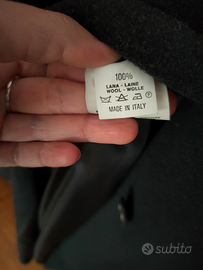 100%
LANA - LAINE
WOOL - WOLLE
MADE IN ITALY
subito